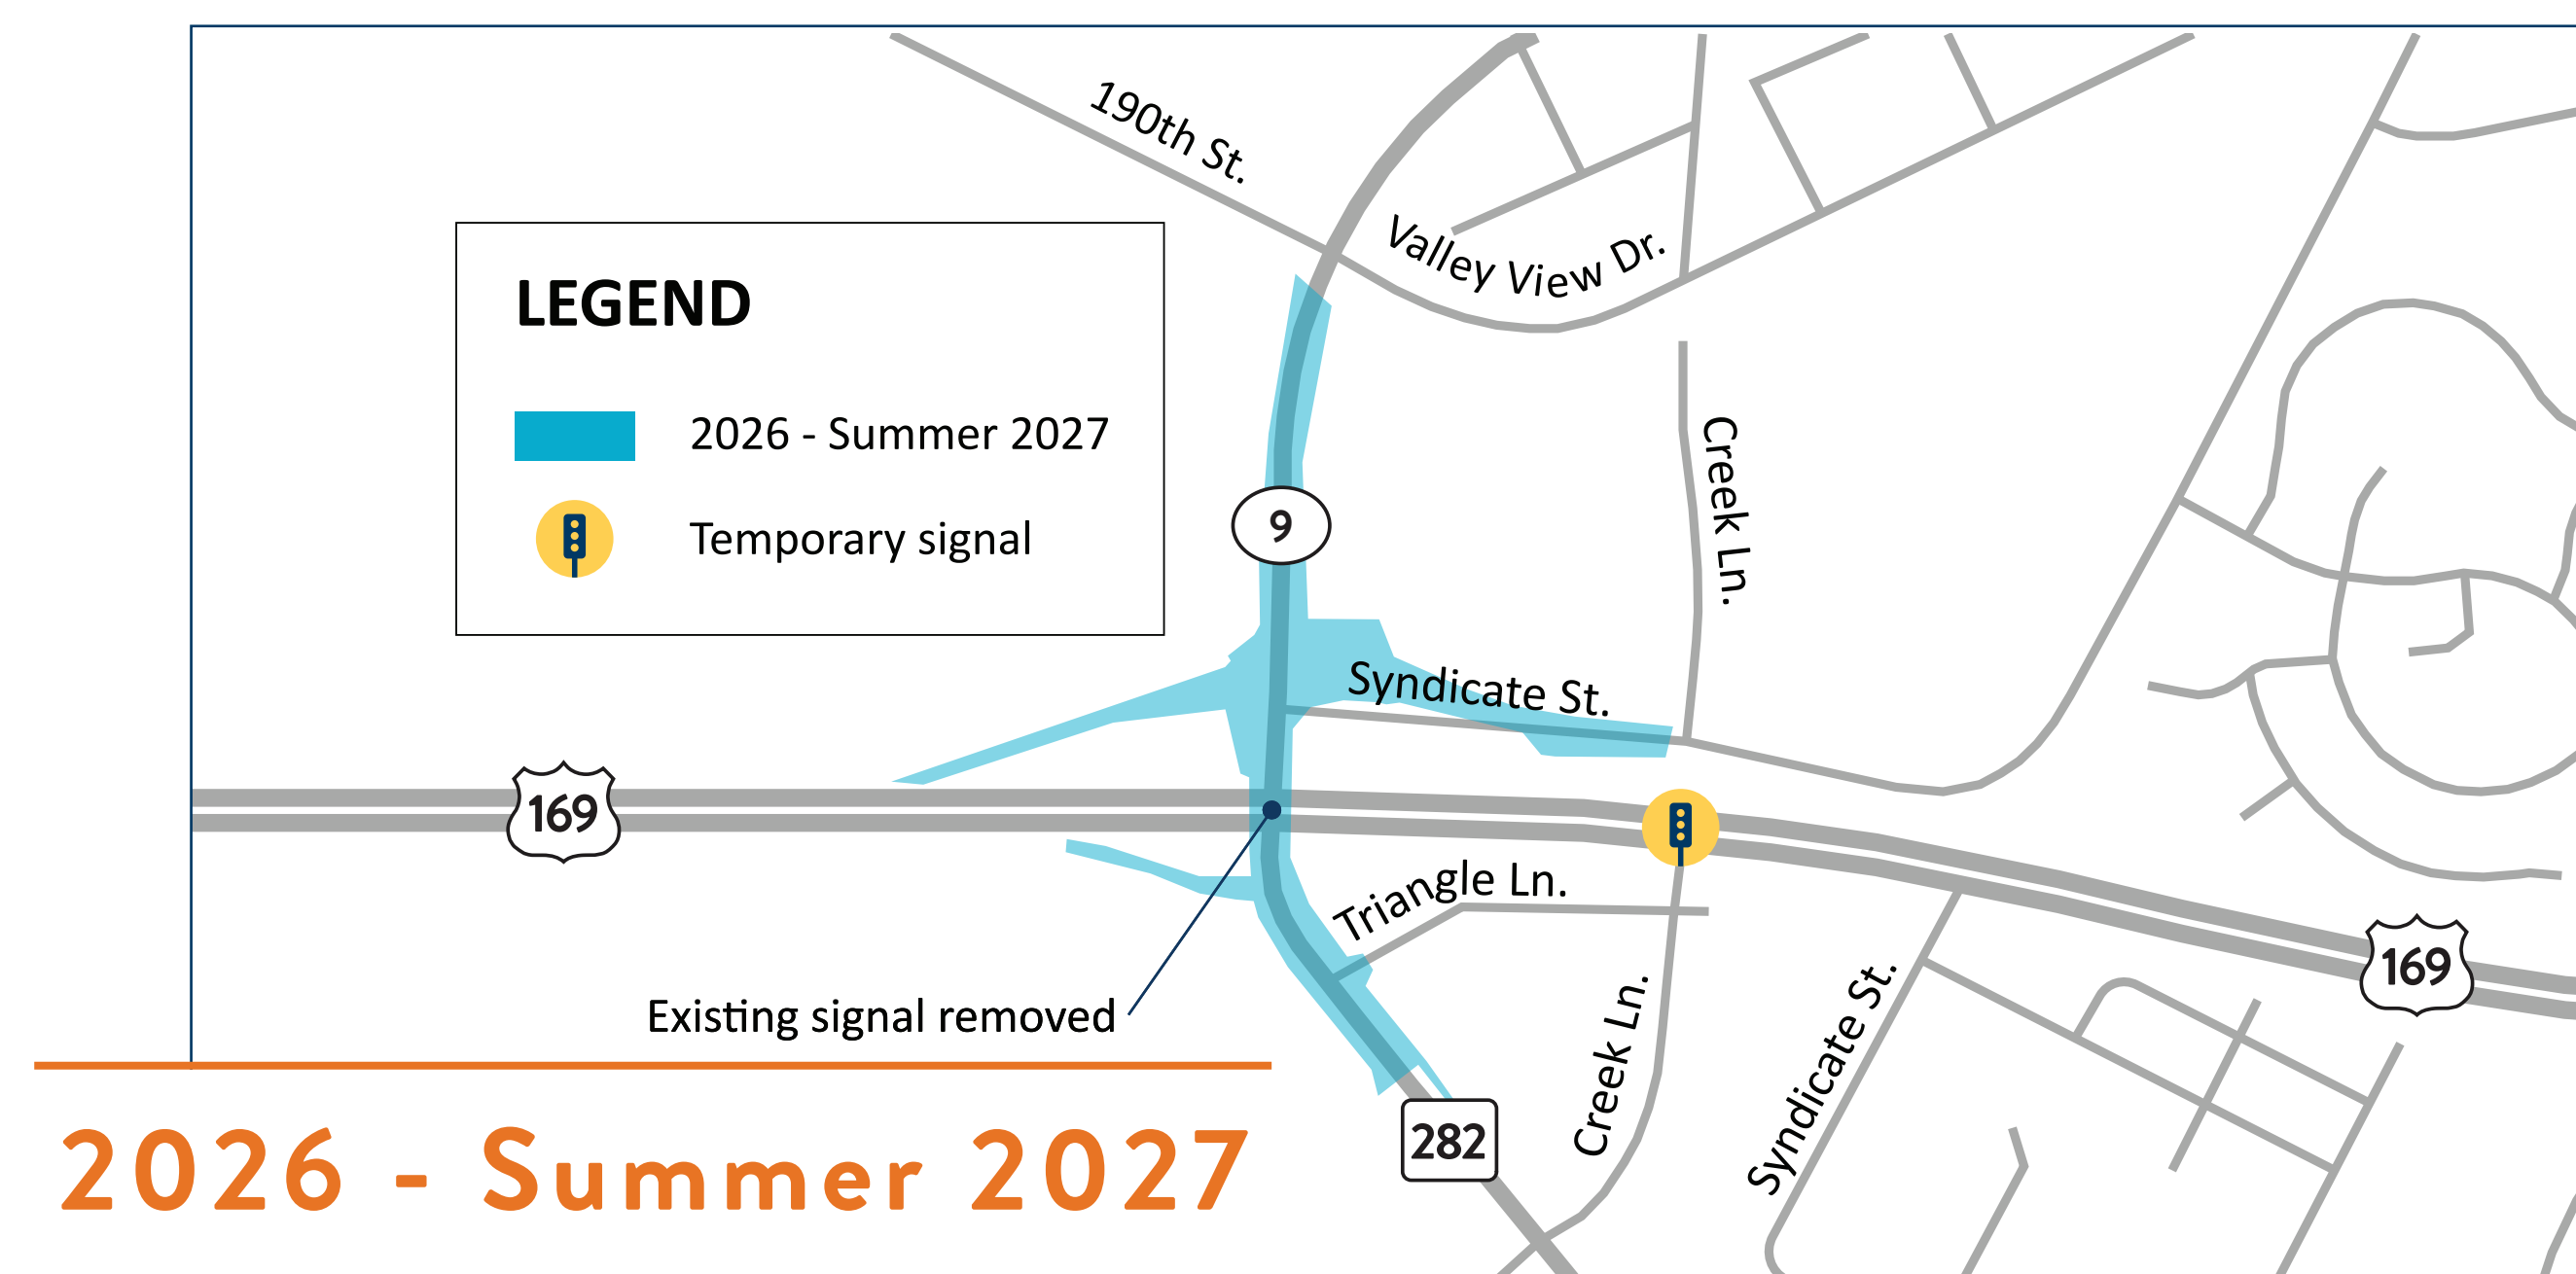 190th St.
Valley View Dr.
LEGEND
2026 - Summer 2027
Temporary signal
9
Creek Ln.
Syndicate St.
169
Triangle Ln.
169
Existing signal removed
Creek Ln.
Syndicate St.
282
2026 - Summer 2027